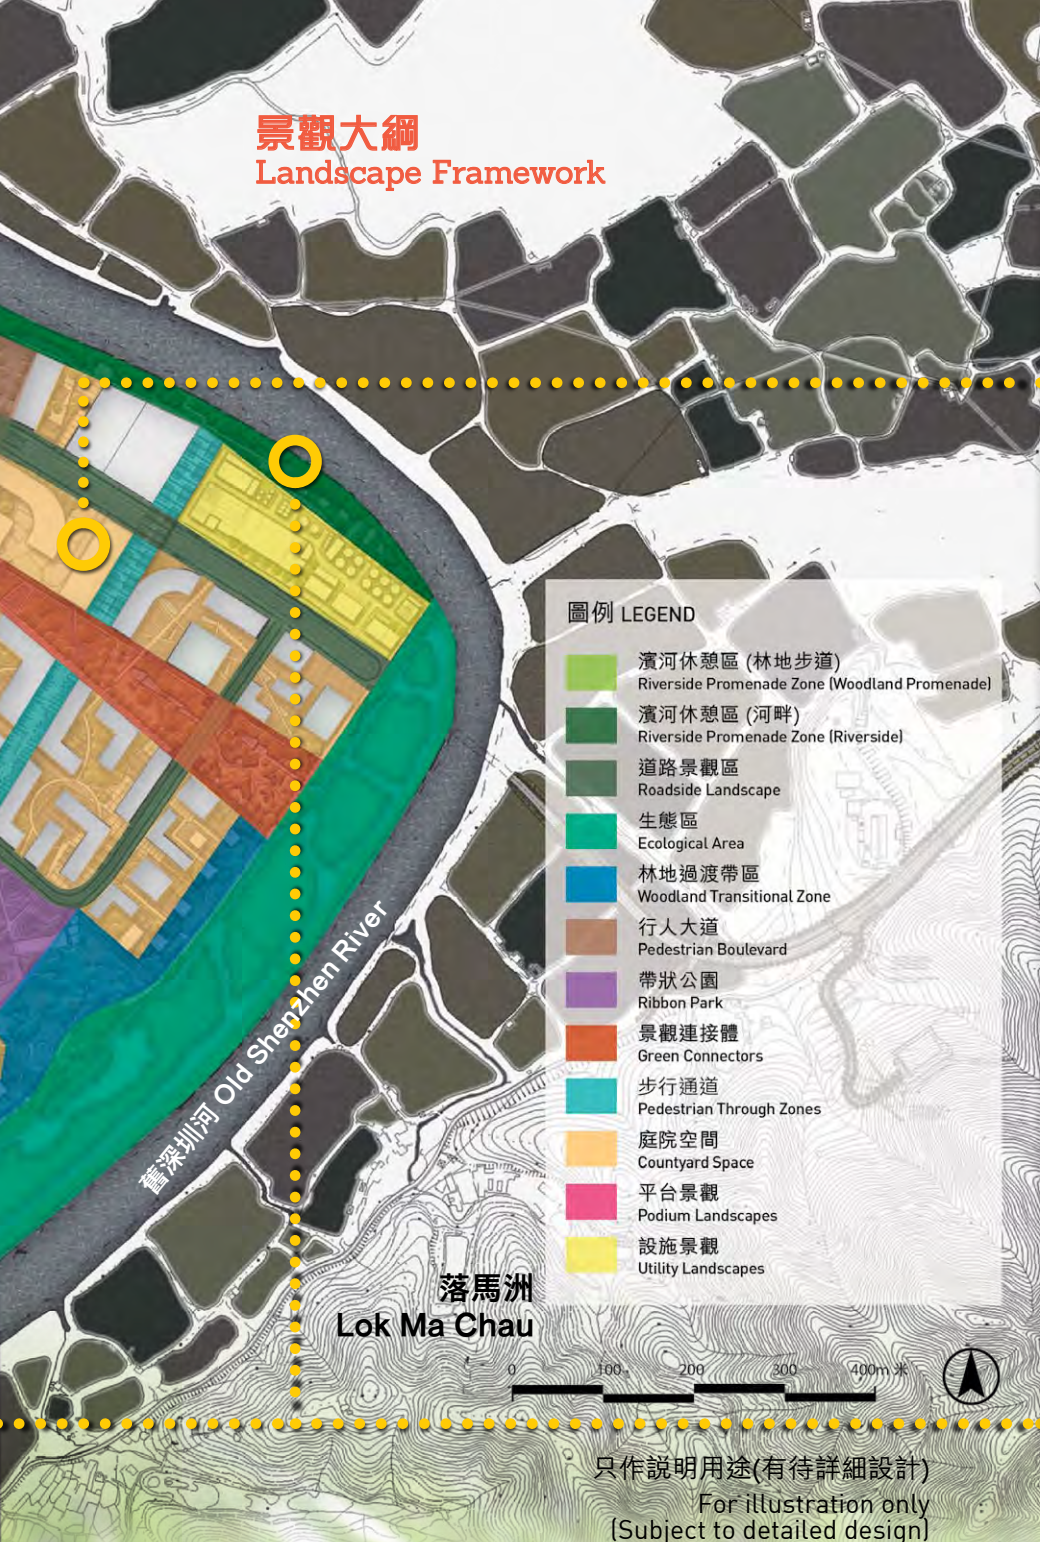 景觀大綱
Landscape Framework
圖例 LEGEND
濱河休憩區 (林地步道)
Riverside Promenade Zone (Woodland Promenade)
濱河休憩區 (河畔)
Riverside Promenade Zone (Riverside)
道路景觀區
Roadside Landscape
生態區
Ecological Area
林地過渡帶區
Woodland Transitional Zone
行人大道
Pedestrian Boulevard
帶狀公園
Ribbon Park
景觀連接體
Green Connectors
步行通道
Pedestrian Through Zones
庭院空間
Countyard Space
平台景觀
Podium Landscapes
設施景觀
Utility Landscapes
舊深圳河 Old Shenzhen River
落馬洲
Lok Ma Chau
0 100 200 300 400m 米
只作說明用途(有待詳細設計)
For illustration only
(Subject to detailed design)